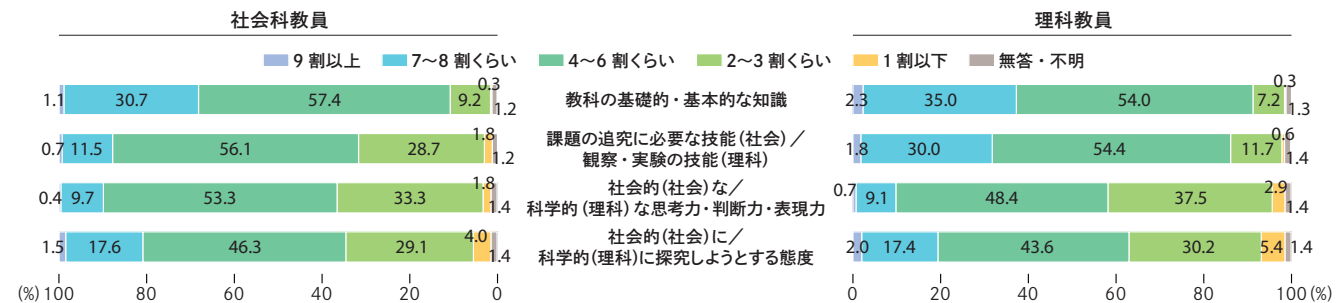 社会科教員
理科教員
9 割以上 7～8 割くらい 4～6 割くらい 2～3 割くらい 1 割以下 無答・不明
1.1 30.7 57.4 9.2 0.3 1.2
教科の基礎的・基本的な知識
2.3 35.0 54.0 7.2 0.3 1.3
0.7 11.5 56.1 28.7 1.8 1.2
課題の追究に必要な技能(社会)／
観察・実験の技能(理科)
1.8 30.0 54.4 11.7 0.6 1.4
0.4 9.7 53.3 33.3 1.8 1.4
社会的(社会)な／
科学的(理科)な思考力・判断力・表現力
0.7 9.1 48.4 37.5 2.9 1.4
1.5 17.6 46.3 29.1 4.0 1.4
社会的(社会)に／
科学的(理科)に探究しようとする態度
2.0 17.4 43.6 30.2 5.4 1.4
(%) 100 80 60 40 20 0
0 20 40 60 80 100 (%)